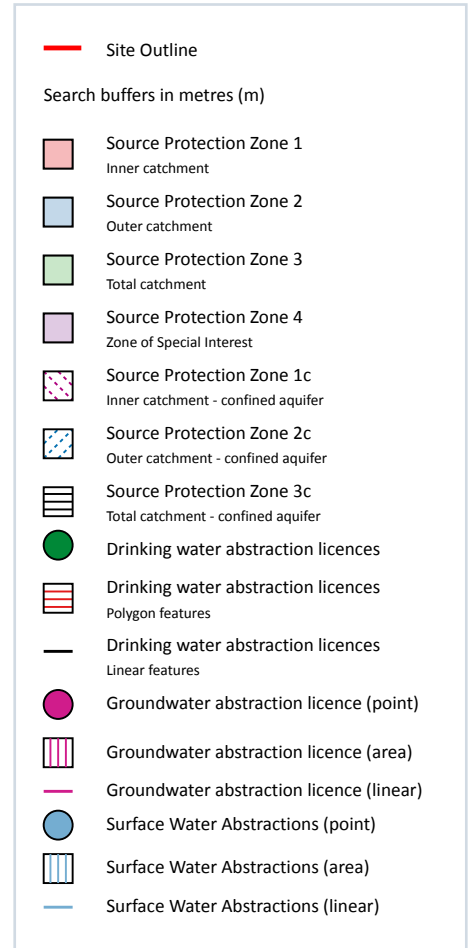 Site Outline
Search buffers in metres (m)
Source Protection Zone 1
Inner catchment
Source Protection Zone 2
Outer catchment
Source Protection Zone 3
Total catchment
Source Protection Zone 4
Zone of Special Interest
Source Protection Zone 1c
Inner catchment - confined aquifer
Source Protection Zone 2c
Outer catchment - confined aquifer
Source Protection Zone 3c
Total catchment - confined aquifer
Drinking water abstraction licences
Drinking water abstraction licences
Polygon features
Drinking water abstraction licences
Linear features
Groundwater abstraction licence (point)
Groundwater abstraction licence (area)
Groundwater abstraction licence (linear)
Surface Water Abstractions (point)
Surface Water Abstractions (area)
Surface Water Abstractions (linear)